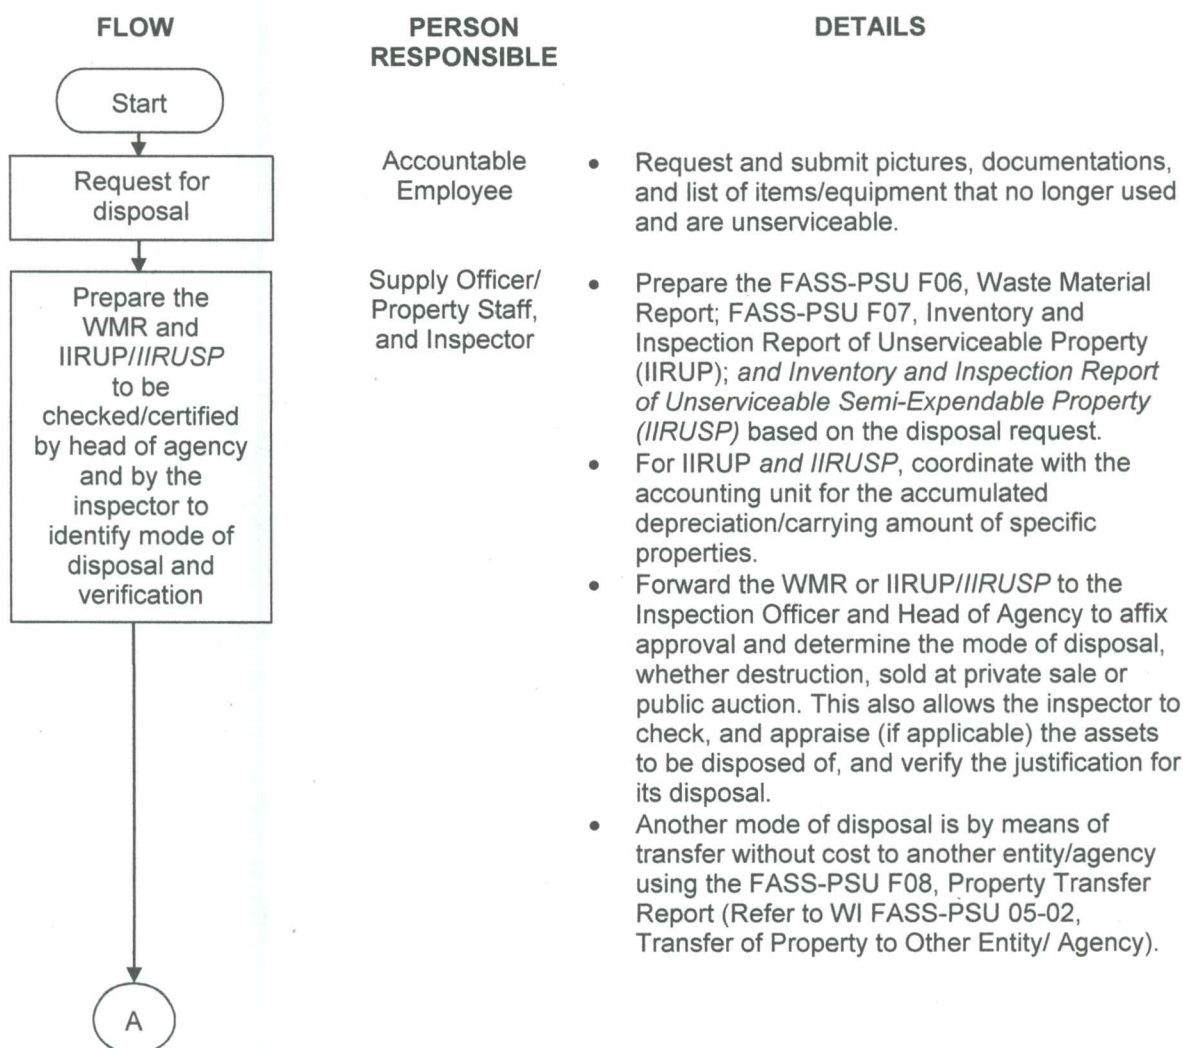 FLOW
PERSON
RESPONSIBLE
DETAILS
Start
Request for
disposal
Accountable
Employee
• Request and submit pictures, documentations,
and list of items/equipment that no longer used
and are unserviceable.
Prepare the
WMR and
IIRUP/IIRUSP
to be
checked/certified
by head of agency
and by the
inspector to
identify mode of
disposal and
verification
Supply Officer/
Property Staff,
and Inspector
• Prepare the FASS-PSU F06, Waste Material
Report; FASS-PSU F07, Inventory and
Inspection Report of Unserviceable Property
(IIRUP); and Inventory and Inspection Report
of Unserviceable Semi-Expendable Property
(IIRUSP) based on the disposal request.
• For IIRUP and IIRUSP, coordinate with the
accounting unit for the accumulated
depreciation/carrying amount of specific
properties.
• Forward the WMR or IIRUP/IIRUSP to the
Inspection Officer and Head of Agency to affix
approval and determine the mode of disposal,
whether destruction, sold at private sale or
public auction. This also allows the inspector to
check, and appraise (if applicable) the assets
to be disposed of, and verify the justification for
its disposal.
• Another mode of disposal is by means of
transfer without cost to another entity/agency
using the FASS-PSU F08, Property Transfer
Report (Refer to WI FASS-PSU 05-02,
Transfer of Property to Other Entity/ Agency).
A